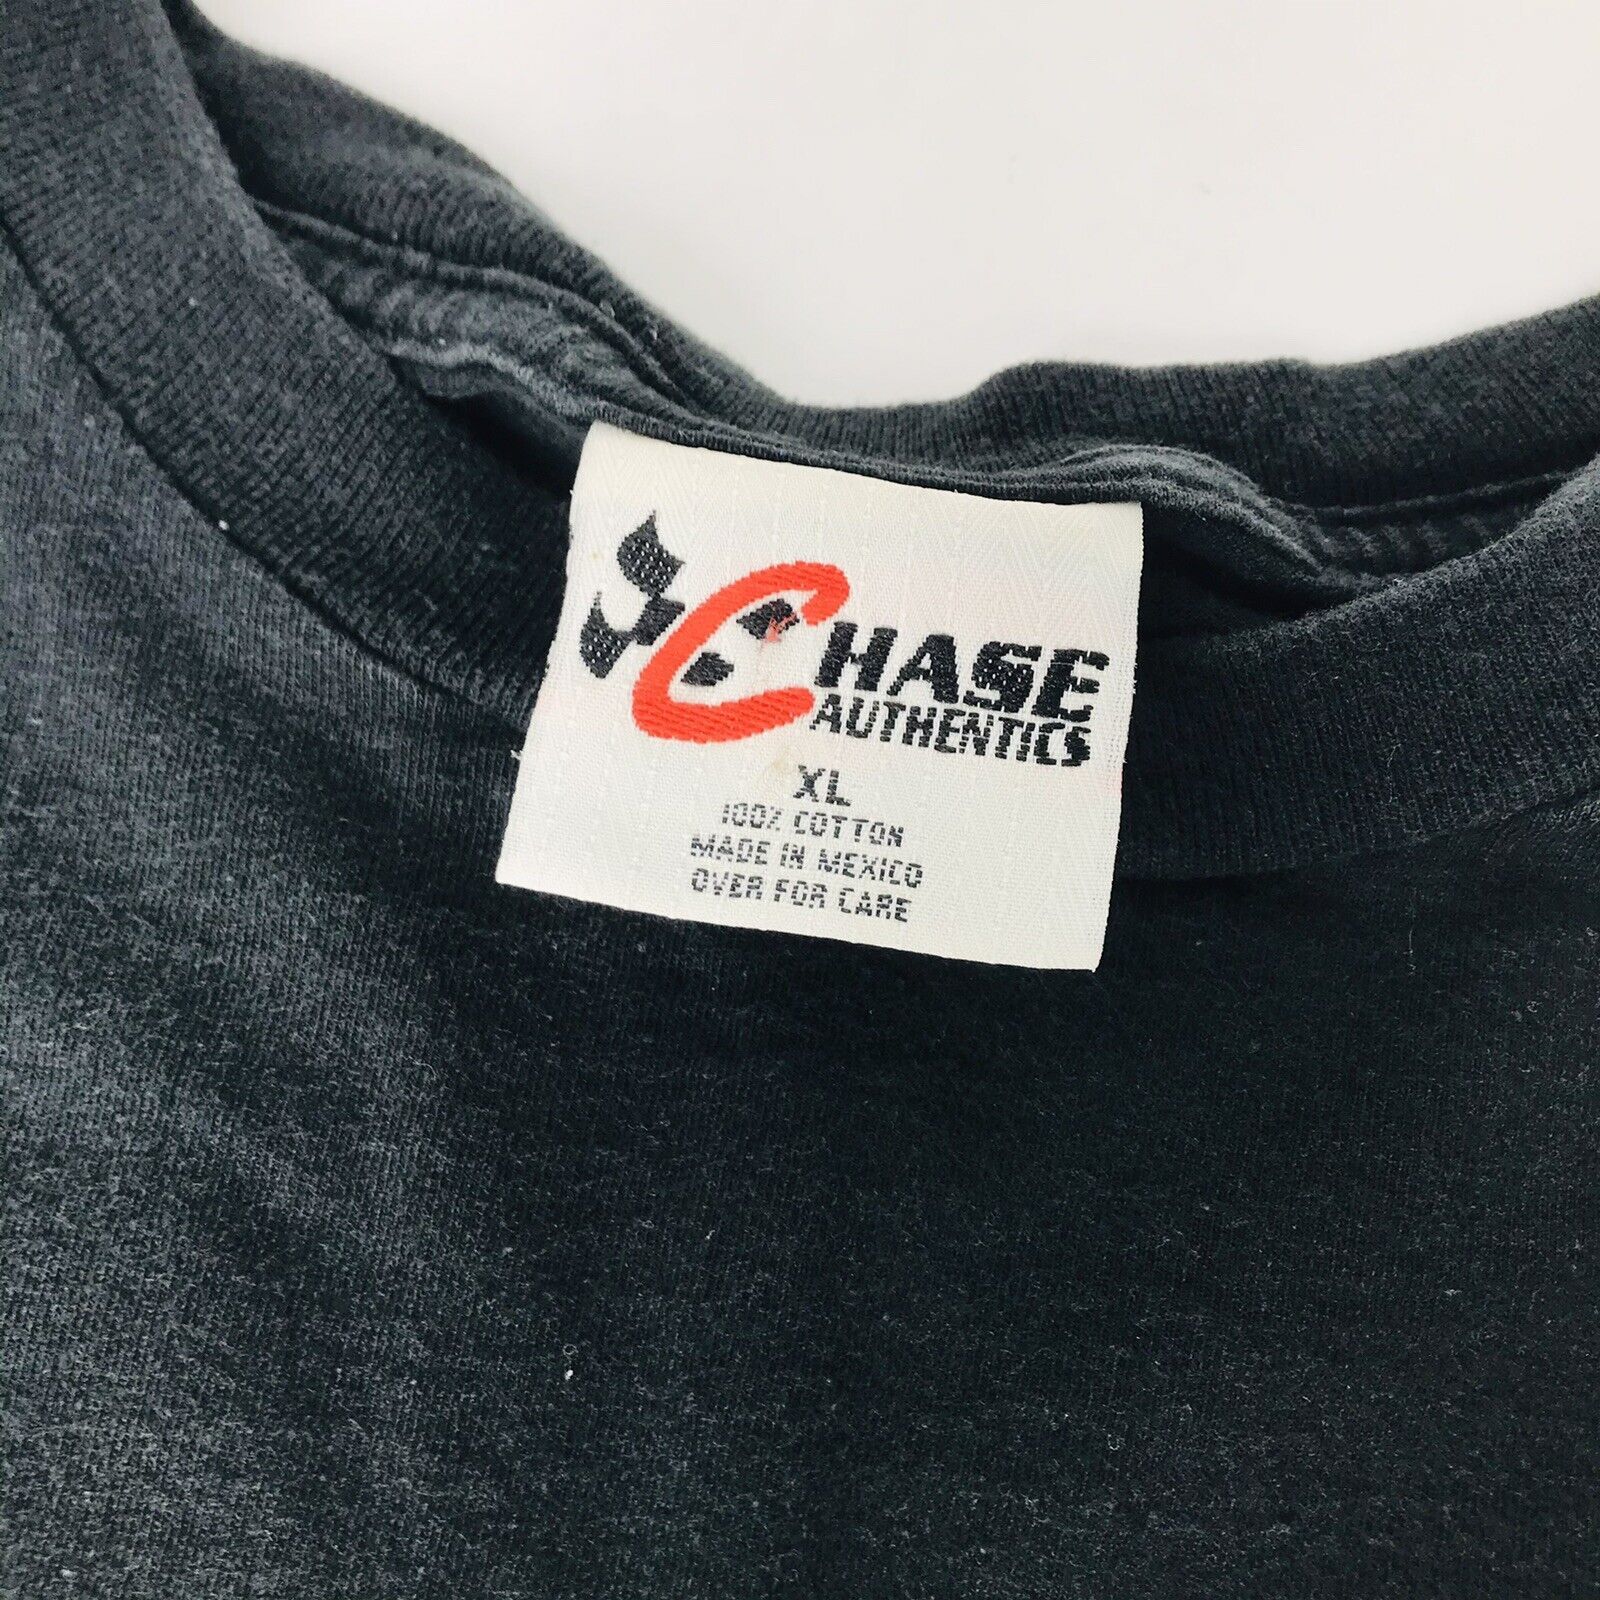 CHASE
AUTHENTICS
XL
100% COTTON
MADE IN MEXICO
OVER FOR CARE